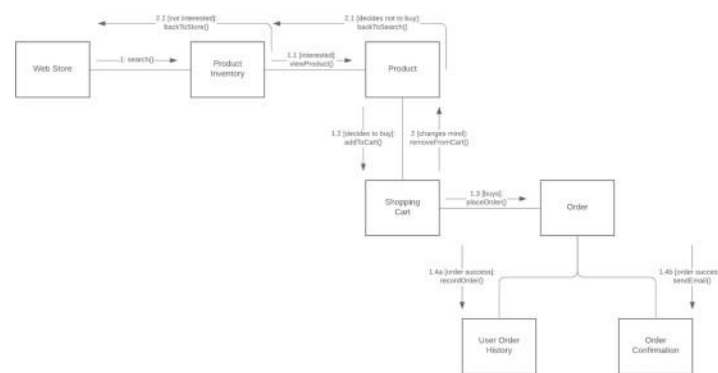 2.2 [not interested]:
backToStore()
2.1 [decides not to buy]:
backToSearch()
Web Store
1: search()
Product
Inventory
1.1 [interested]:
viewProduct()
Product
1.2 [decides to buy]:
addToCart()
2 [changes mind]
removeFromCart()
Shopping
Cart
1.3 [buys]
placeOrder()
Order
1.4a [order success]:
recordOrder()
1.4b [order
sendEmail()
User Order
History
Order
Confirmation